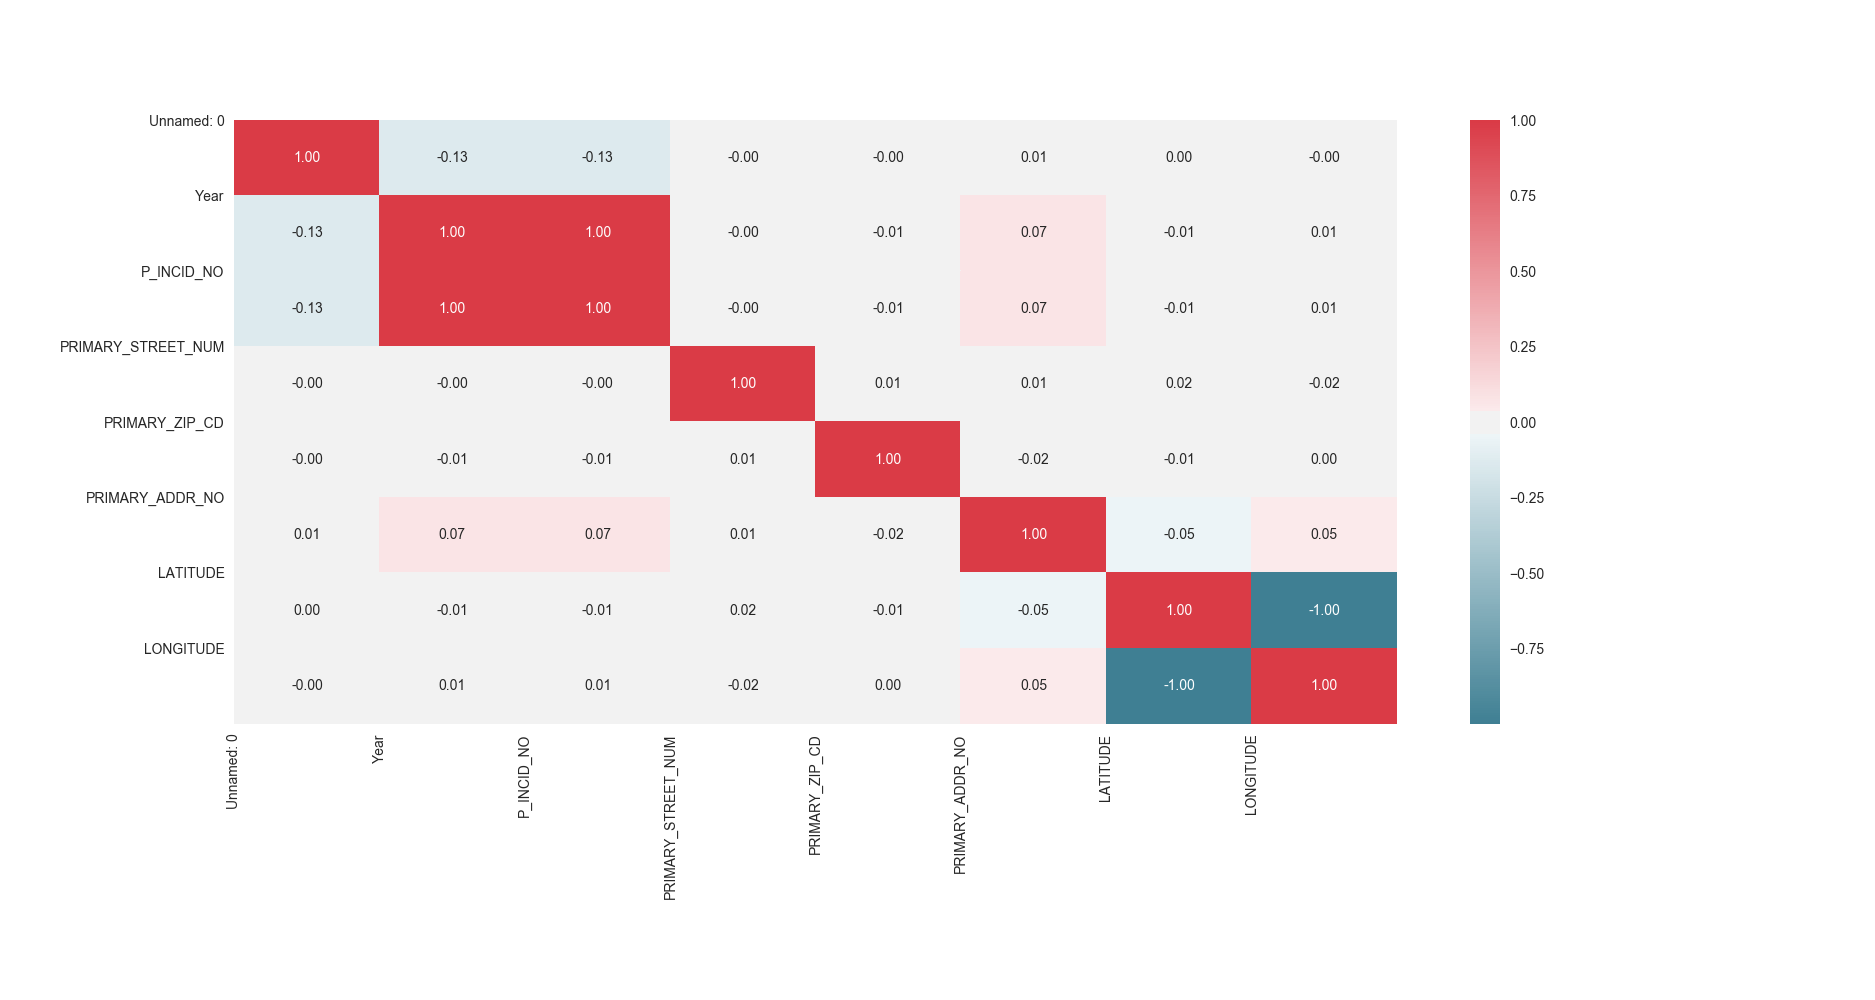 Unnamed: 0
1.00 -0.13 -0.13 -0.00 -0.00 0.01 0.00 -0.00
Year
-0.13 1.00 1.00 -0.00 -0.01 0.07 -0.01 0.01
P_INCID_NO
-0.13 1.00 1.00 -0.00 -0.01 0.07 -0.01 0.01
PRIMARY_STREET_NUM
-0.00 -0.00 -0.00 1.00 0.01 0.01 0.02 -0.02
PRIMARY_ZIP_CD
-0.00 -0.01 -0.01 0.01 1.00 -0.02 -0.01 0.00
PRIMARY_ADDR_NO
0.01 0.07 0.07 0.01 -0.02 1.00 -0.05 0.05
LATITUDE
0.00 -0.01 -0.01 0.02 -0.01 -0.05 1.00 -1.00
LONGITUDE
-0.00 0.01 0.01 -0.02 0.00 0.05 -1.00 1.00
Unnamed: 0
Year
P_INCID_NO
PRIMARY_STREET_NUM
PRIMARY_ZIP_CD
PRIMARY_ADDR_NO
LATITUDE
LONGITUDE
1.00
0.75
0.50
0.25
0.00
−0.25
−0.50
−0.75